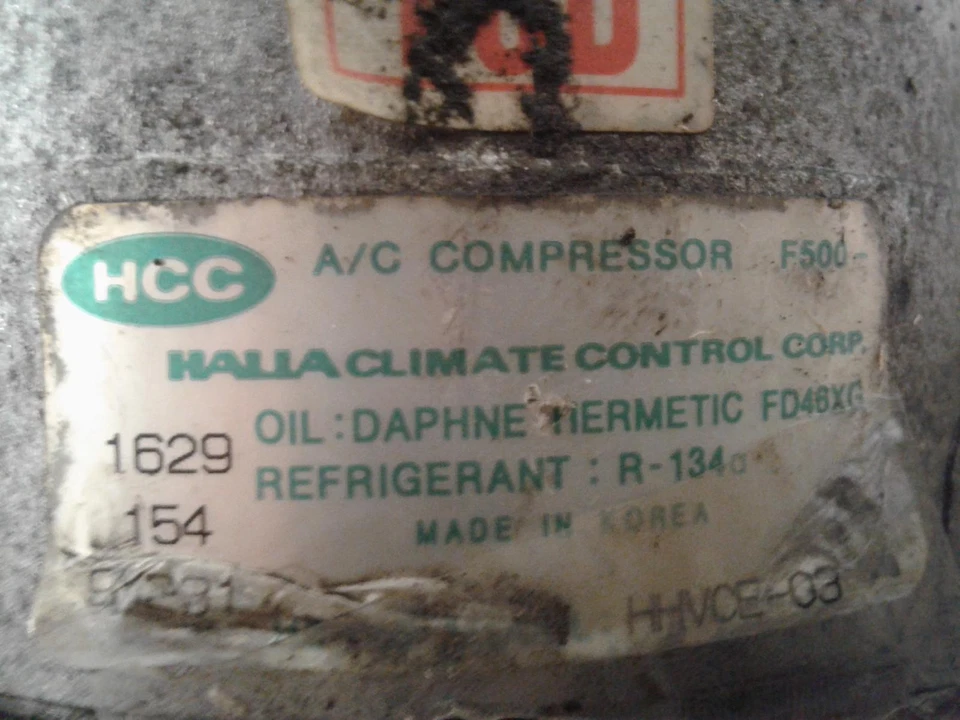 HCC
A/C COMPRESSOR F500-
HALLA CLIMATE CONTROL CORP.
OIL : DAPHNE HERMETIC FD46XG
1629
REFRIGERANT : R-134a
154
MADE IN KOREA